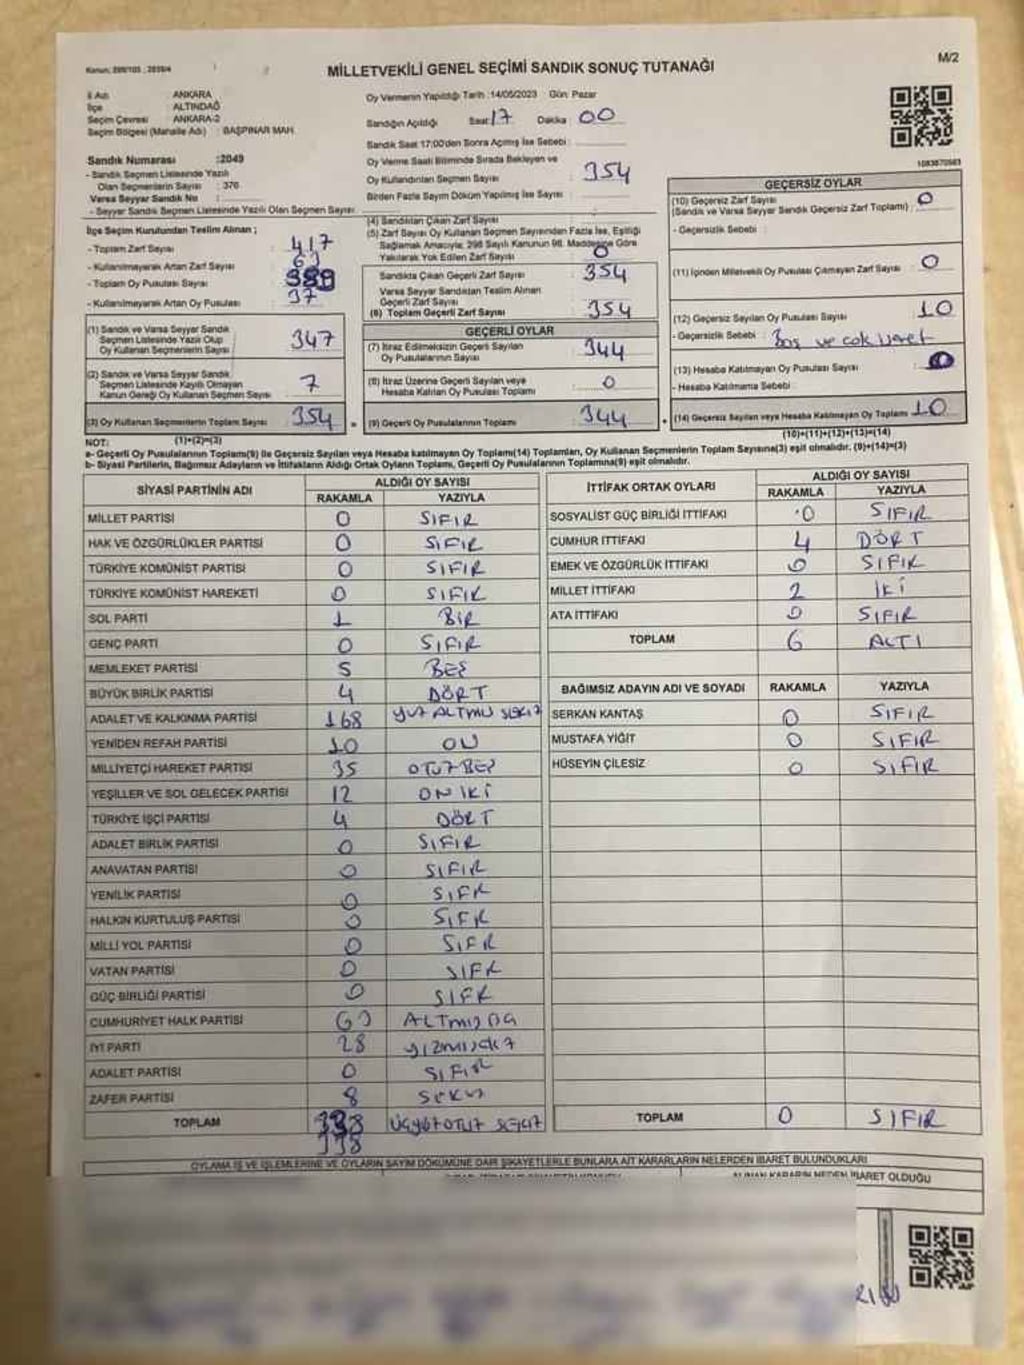 Konun: 298/105 ; 2839/4
M/2
MİLLETVEKİLİ GENEL SEÇİMİ SANDIK SONUÇ TUTANAĞI
İl Adı ANKARA
İlçe ALTINDAĞ
Seçim Çevresi ANKARA-2
Seçim Bölgesi (Mahalle Adı) : BAŞPINAR MAH.
Sandık Numarası :2049
- Sandık Seçmen Listesinde Yazılı
Olan Seçmenlerin Sayısı : 376
Varsa Seyyar Sandık No :
- Seyyar Sandık Seçmen Listesinde Yazılı Olan Seçmen Sayısı:
Oy Vermenin Yapıldığı Tarih :14/05/2023 Gün: Pazar
Sandığın Açıldığı Saat: 17 Dakika : 00
Sandık Saat 17:00'den Sonra Açılmış İse Sebebi :
Oy Verme Saati Bitiminde Sırada Bekleyen ve
Oy Kullandırılan Seçmen Sayısı : 354
Birden Fazla Sayım Döküm Yapılmış İse Sayısı :
1083870983
İlçe Seçim Kurulundan Teslim Alınan ;
- Toplam Zarf Sayısı : 417
- Kullanılmayarak Artan Zarf Sayısı : 63
- Toplam Oy Pusulası Sayısı :
- Kullanılmayarak Artan Oy Pusulası : 37
(1) Sandık ve Varsa Seyyar Sandık
Seçmen Listesinde Yazılı Olup
Oy Kullanan Seçmenlerin Sayısı : 347
(2) Sandık ve Varsa Seyyar Sandık
Seçmen Listesinde Kayıtlı Olmayan
Kanun Gereği Oy Kullanan Seçmen Sayısı : 7
(3) Oy Kullanan Seçmenlerin Toplam Sayısı : 354
(4) Sandıktan Çıkan Zarf Sayısı :
(5) Zarf Sayısı Oy Kullanan Seçmen Sayısından Fazla İse, Eşitliği
Sağlamak Amacıyla; 298 Sayılı Kanunun 98. Maddesine Göre
Yakılarak Yok Edilen Zarf Sayısı : 0
Sandıkta Çıkan Geçerli Zarf Sayısı : 354
Varsa Seyyar Sandıktan Teslim Alınan
Geçerli Zarf Sayısı
(6) Toplam Geçerli Zarf Sayısı : 354
GEÇERLİ OYLAR
(7) İtiraz Edilmeksizin Geçerli Sayılan
Oy Pusulalarının Sayısı : 344
(8) İtiraz Üzerine Geçerli Sayılan veya
Hesaba Katılan Oy Pusulası Toplamı : 0
(9) Geçerli Oy Pusulalarının Toplamı : 344
GEÇERSİZ OYLAR
(10) Geçersiz Zarf Sayısı : 0
(Sandık ve Varsa Seyyar Sandık Geçersiz Zarf Toplamı)
- Geçersizlik Sebebi :
(11) İçinden Milletvekili Oy Pusulası Çıkmayan Zarf Sayısı : 0
(12) Geçersiz Sayılan Oy Pusulası Sayısı : 10
- Geçersizlik Sebebi : Boş ve çok işaret
(13) Hesaba Katılmayan Oy Pusulası Sayısı : 0
- Hesaba Katılmama Sebebi :
(14) Geçersiz Sayılan veya Hesaba Katılmayan Oy Toplamı : 10
NOT: (1)+(2)=(3) (10)+(11)+(12)+(13)=(14)
a- Geçerli Oy Pusulalarının Toplamı(9) ile Geçersiz Sayılan veya Hesaba katılmayan Oy Toplamı(14) Toplamları, Oy Kullanan Seçmenlerin Toplam Sayısına(3) eşit olmalıdır. (9)+(14)=(3)
b- Siyasi Partilerin, Bağımsız Adayların ve İttifakların Aldığı Ortak Oyların Toplamı, Geçerli Oy Pusulalarının Toplamına(9) eşit olmalıdır.
SİYASİ PARTİNİN ADI ALDIĞI OY SAYISI
RAKAMLA YAZIYLA
MİLLET PARTİSİ 0 SIFIR
HAK VE ÖZGÜRLÜKLER PARTİSİ 0 SIFIR
TÜRKİYE KOMÜNİST PARTİSİ 0 SIFIR
TÜRKİYE KOMÜNİST HAREKETİ 0 SIFIR
SOL PARTİ 1 BİR
GENÇ PARTİ 0 SIFIR
MEMLEKET PARTİSİ 5 BEŞ
BÜYÜK BİRLİK PARTİSİ 4 DÖRT
ADALET VE KALKINMA PARTİSİ 168 YÜZ ALTMIŞ SEKİZ
YENİDEN REFAH PARTİSİ 10 ON
MİLLİYETÇİ HAREKET PARTİSİ 35 OTUZ BEŞ
YEŞİLLER VE SOL GELECEK PARTİSİ 12 ON İKİ
TÜRKİYE İŞÇİ PARTİSİ 4 DÖRT
ADALET BİRLİK PARTİSİ 0 SIFIR
ANAVATAN PARTİSİ 0 SIFIR
YENİLİK PARTİSİ 0 SIFR
HALKIN KURTULUŞ PARTİSİ 0 SIFR
MİLLİ YOL PARTİSİ 0 SIFR
VATAN PARTİSİ 0 SIFR
GÜÇ BİRLİĞİ PARTİSİ 0 SIFR
CUMHURİYET HALK PARTİSİ 63 ALTMIŞ ÜÇ
İYİ PARTİ 28 YİRMİ SEKİZ
ADALET PARTİSİ 0 SIFIR
ZAFER PARTİSİ 8 SEKİZ
TOPLAM 338 ÜÇYÜZ OTUZ SEKİZ
338
İTTİFAK ORTAK OYLARI ALDIĞI OY SAYISI
RAKAMLA YAZIYLA
SOSYALİST GÜÇ BİRLİĞİ İTTİFAKI 0 SIFIR
CUMHUR İTTİFAKI 4 DÖRT
EMEK VE ÖZGÜRLÜK İTTİFAKI 0 SIFIR
MİLLET İTTİFAKI 2 İKİ
ATA İTTİFAKI 0 SIFIR
TOPLAM 6 ALTI
BAĞIMSIZ ADAYIN ADI VE SOYADI RAKAMLA YAZIYLA
SERKAN KANTAŞ 0 SIFIR
MUSTAFA YİĞİT 0 SIFIR
HÜSEYİN ÇİLESİZ 0 SIFIR
TOPLAM 0 SIFIR
OYLAMA İŞ VE İŞLEMLERİNE VE OYLARIN SAYIM DÖKÜMÜNE DAİR ŞİKAYETLERLE BUNLARA AİT KARARLARIN NELERDEN İBARET BULUNDUKLARI
ALINAN KARARIN NEDEN İBARET OLDUĞU